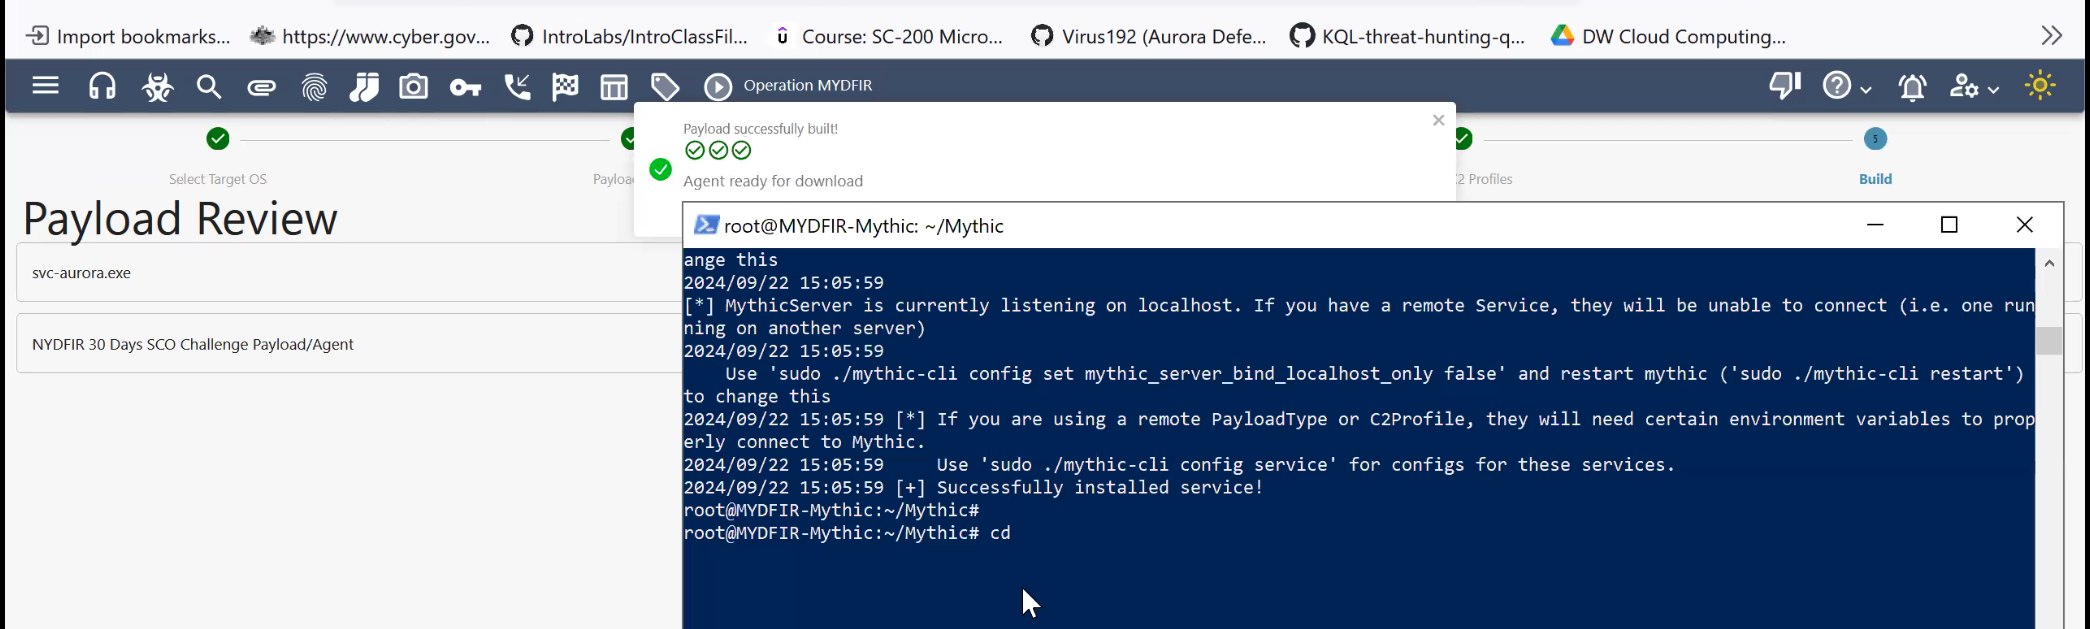 Import bookmarks... https://www.cyber.gov... IntroLabs/IntroClassFil... û Course: SC-200 Micro... Virus192 (Aurora Defe... KQL-threat-hunting-q... DW Cloud Computing...
Operation MYDFIR
Payload successfully built!
Agent ready for download
5
Select Target OS Payloa C2 Profiles Build
Payload Review
svc-aurora.exe
NYDFIR 30 Days SCO Challenge Payload/Agent
root@MYDFIR-Mythic: ~/Mythic
ange this
2024/09/22 15:05:59
[*] MythicServer is currently listening on localhost. If you have a remote Service, they will be unable to connect (i.e. one run
ning on another server)
2024/09/22 15:05:59
Use 'sudo ./mythic-cli config set mythic_server_bind_localhost_only false' and restart mythic ('sudo ./mythic-cli restart')
to change this
2024/09/22 15:05:59 [*] If you are using a remote PayloadType or C2Profile, they will need certain environment variables to prop
erly connect to Mythic.
2024/09/22 15:05:59 Use 'sudo ./mythic-cli config service' for configs for these services.
2024/09/22 15:05:59 [+] Successfully installed service!
root@MYDFIR-Mythic:~/Mythic#
root@MYDFIR-Mythic:~/Mythic# cd